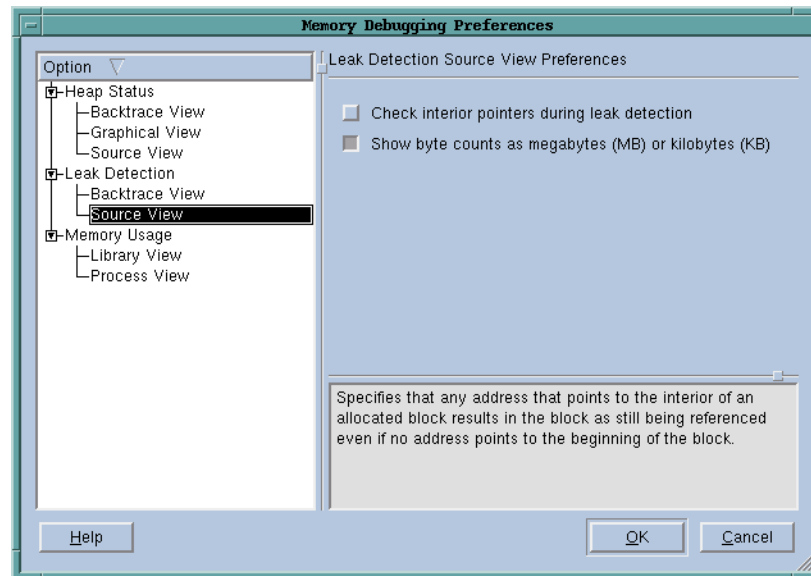 Memory Debugging Preferences
Option
Heap Status
Backtrace View
Graphical View
Source View
Leak Detection
Backtrace View
Source View
Memory Usage
Library View
Process View
Leak Detection Source View Preferences
Check interior pointers during leak detection
Show byte counts as megabytes (MB) or kilobytes (KB)
Specifies that any address that points to the interior of an
allocated block results in the block as still being referenced
even if no address points to the beginning of the block.
Help
OK
Cancel